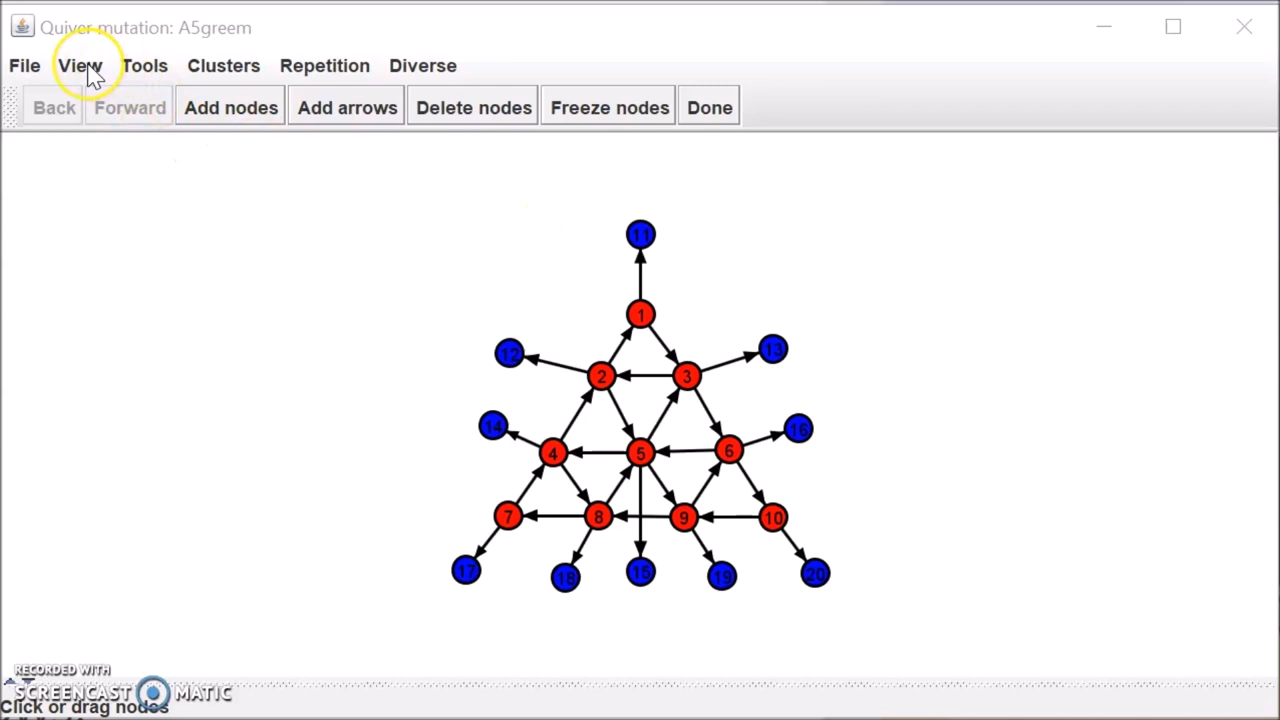 Quiver mutation: A5greem
File View Tools Clusters Repetition Diverse
Back Forward Add nodes Add arrows Delete nodes Freeze nodes Done
11
1
12 2 3 13
14 4 5 6 16
7 8 9 10
17 18 15 19 20
RECORDED WITH
SCREENCAST MATIC
Click or drag nodes